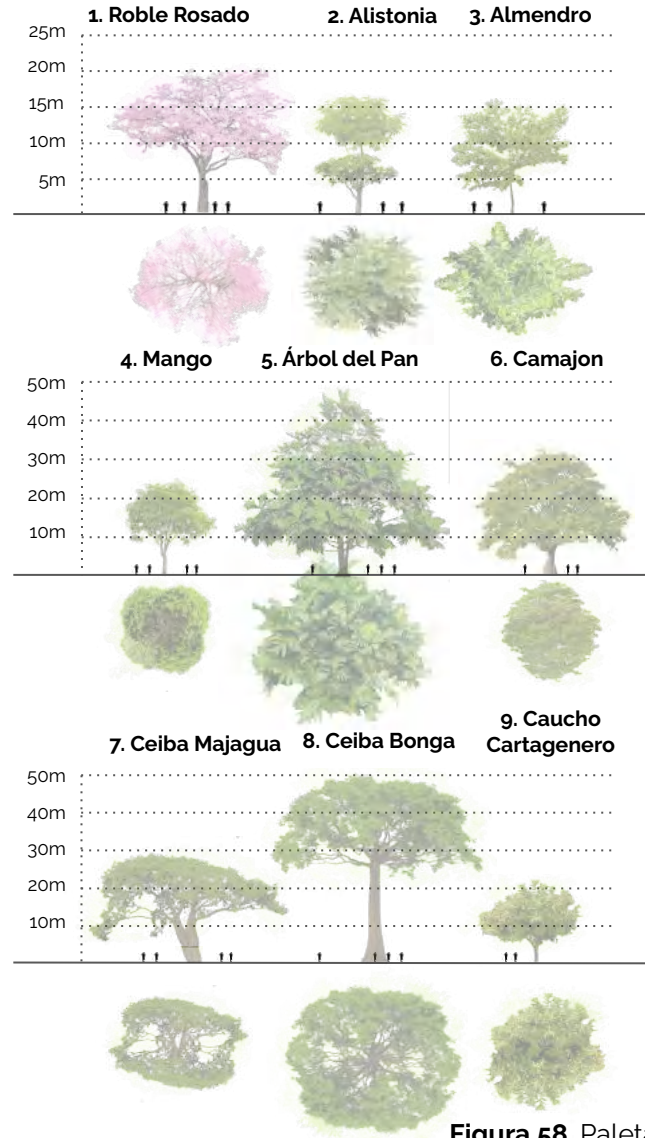 1. Roble Rosado 2. Alistonia 3. Almendro
25m
20m
15m
10m
5m
4. Mango 5. Árbol del Pan 6. Camajon
50m
40m
30m
20m
10m
7. Ceiba Majagua 8. Ceiba Bonga 9. Caucho
Cartagenero
50m
40m
30m
20m
10m
Figura 58. Paleta